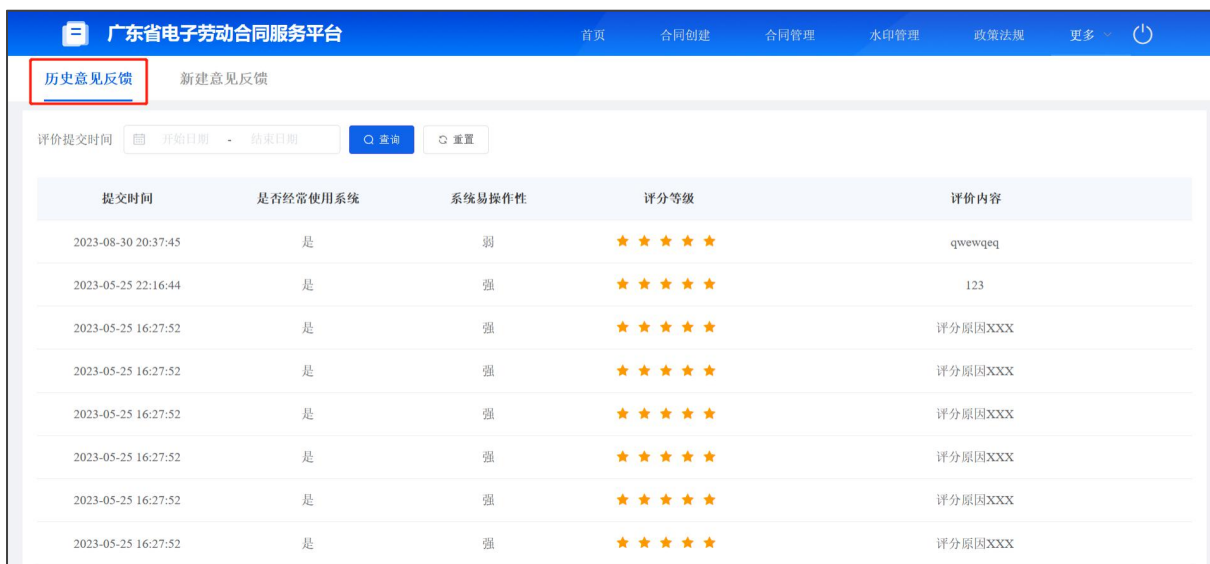 广东省电子劳动合同服务平台 首页 合同创建 合同管理 水印管理 政策法规 更多
历史意见反馈 新建意见反馈
评价提交时间 开始日期 - 结束日期 查询 重置
提交时间 是否经常使用系统 系统易操作性 评分等级 评价内容
2023-08-30 20:37:45 是 弱 qwewqeq
2023-05-25 22:16:44 是 强 123
2023-05-25 16:27:52 是 强 评分原因XXX
2023-05-25 16:27:52 是 强 评分原因XXX
2023-05-25 16:27:52 是 强 评分原因XXX
2023-05-25 16:27:52 是 强 评分原因XXX
2023-05-25 16:27:52 是 强 评分原因XXX
2023-05-25 16:27:52 是 强 评分原因XXX